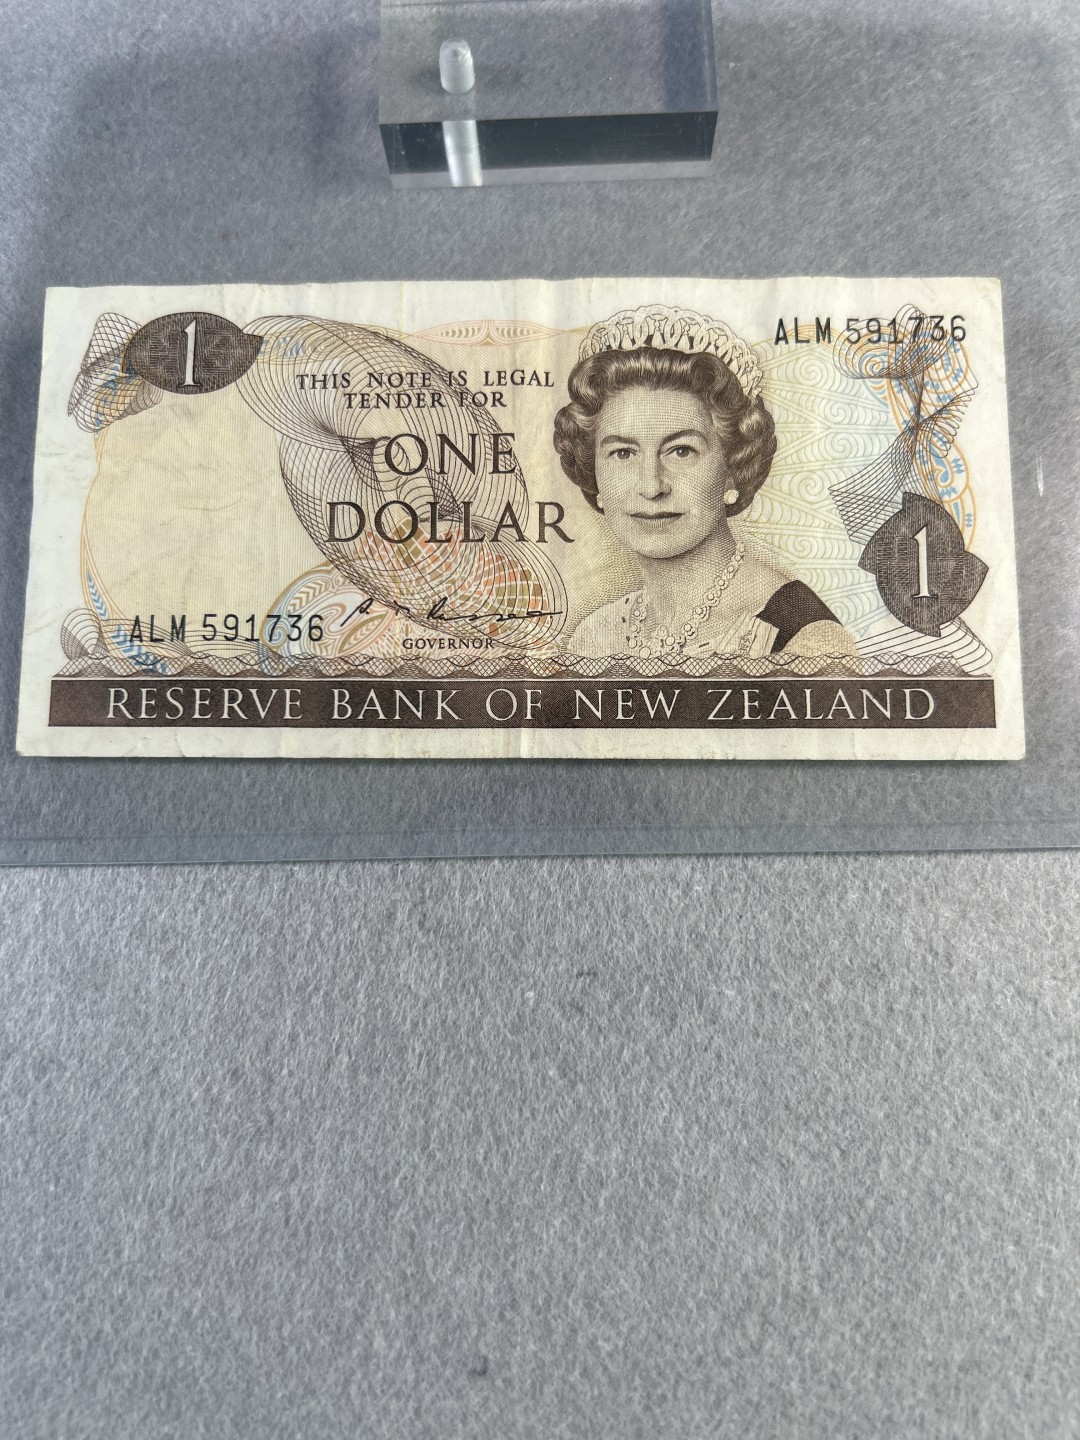 1
ALM 591736
THIS NOTE IS LEGAL
TENDER FOR
ONE
DOLLAR
1
ALM 591736
GOVERNOR
RESERVE BANK OF NEW ZEALAND